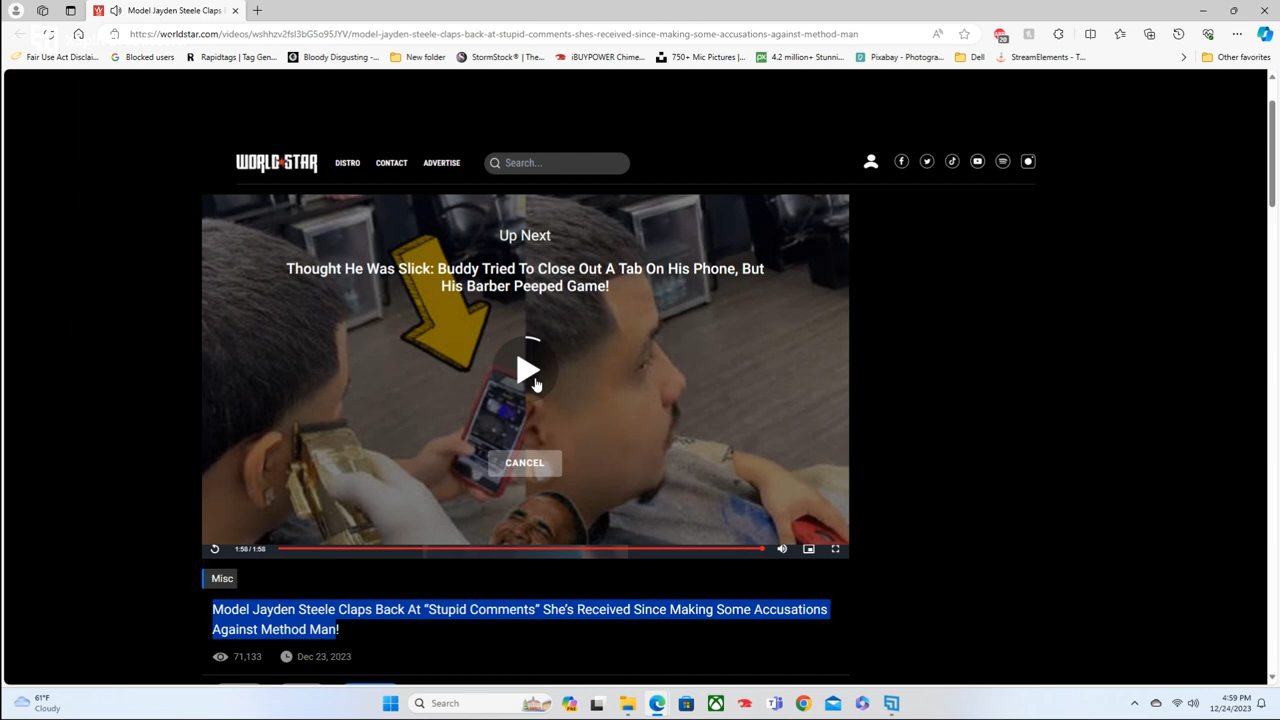 Model Jayden Steele Claps
https://worldstar.com/videos/wshhzv2fsI3bG5o95JYV/model-jayden-steele-claps-back-at-stupid-comments-shes-received-since-making-some-accusations-against-method-man
Fair Use Act Disclai...
Blocked users
Rapidtags | Tag Gen...
Bloody Disgusting -...
New folder
StormStock® | The...
iBUYPOWER Chime...
750+ Mic Pictures |...
4.2 million+ Stunni...
Pixabay - Photogra...
Dell
StreamElements - T...
Other favorites
WORLD STAR
DISTRO
CONTACT
ADVERTISE
Search...
Up Next
Thought He Was Slick: Buddy Tried To Close Out A Tab On His Phone, But
His Barber Peeped Game!
CANCEL
1:58 / 1:58
Misc
Model Jayden Steele Claps Back At “Stupid Comments” She’s Received Since Making Some Accusations
Against Method Man!
71,133
Dec 23, 2023
61°F
Cloudy
Search
4:59 PM
12/24/2023